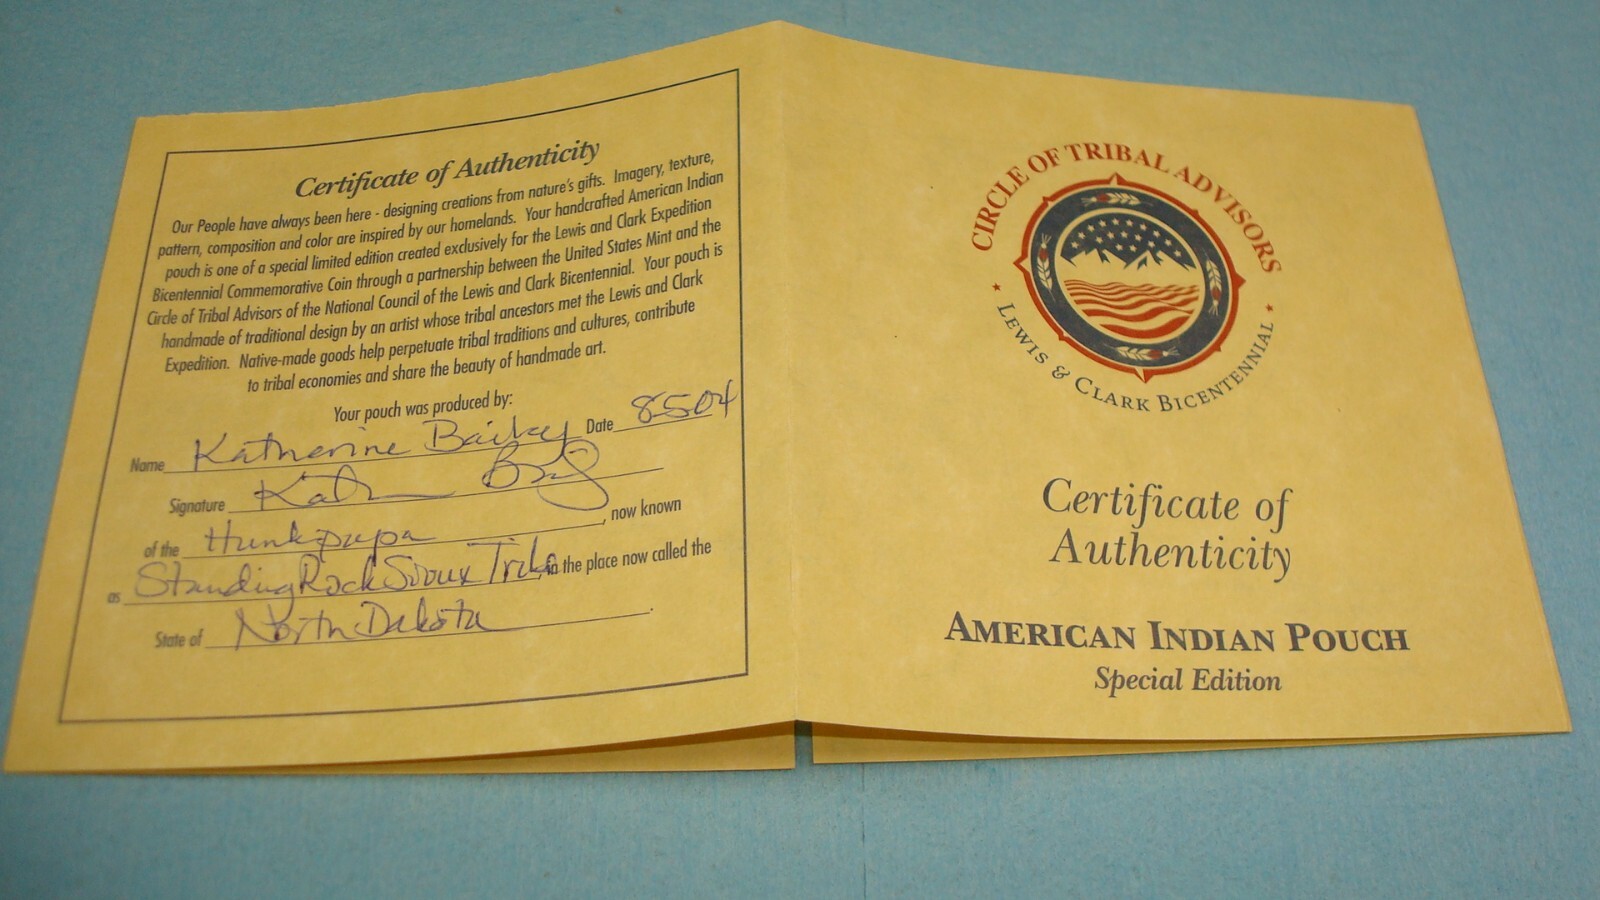 Certificate of Authenticity
Our People have always been here - designing creations from nature's gifts. Imagery, texture,
pattern, composition and color are inspired by our homelands. Your handcrafted American Indian
pouch is one of a special limited edition created exclusively for the Lewis and Clark Expedition
Bicentennial Commemorative Coin through a partnership between the United States Mint and the
Circle of Tribal Advisors of the National Council of the Lewis and Clark Bicentennial. Your pouch is
handmade of traditional design by an artist whose tribal ancestors met the Lewis and Clark
Expedition. Native-made goods help perpetuate tribal traditions and cultures, contribute
to tribal economies and share the beauty of handmade art.
Your pouch was produced by:
Name Katherine Bailey Date 8504
Signature
of the Hunkpapa, now known
as Standing Rock Sioux Tribe, in the place now called the
State of North Dakota.
CIRCLE OF TRIBAL ADVISORS
LEWIS & CLARK BICENTENNIAL
Certificate of
Authenticity
AMERICAN INDIAN POUCH
Special Edition